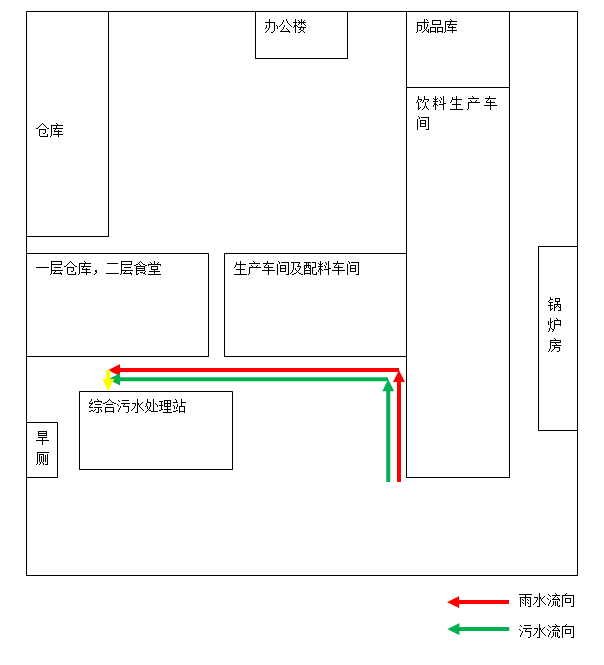 办公楼
成品库
饮料生产车
间
仓库
一层仓库，二层食堂
生产车间及配料车间
锅
炉
房
综合污水处理站
旱
厕
雨水流向
污水流向